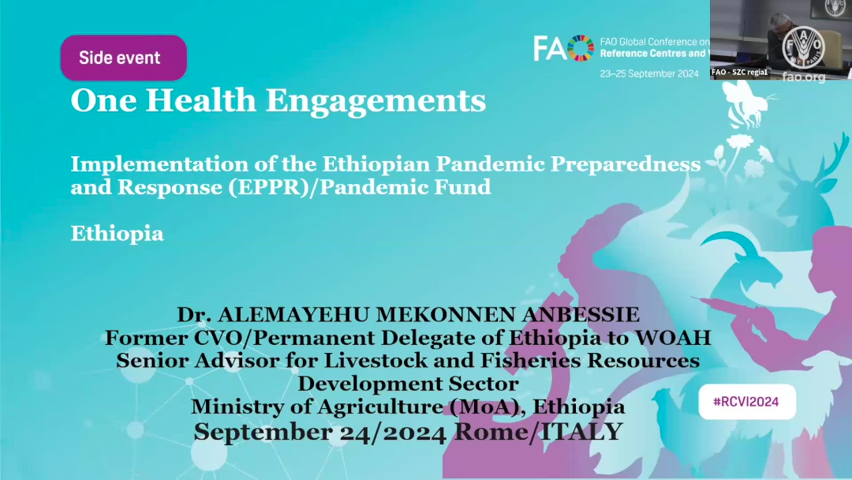 Side event
FAO
FAO Global Conference on
Reference Centres and
23–25 September 2024
FAO
fao.org
One Health Engagements
Implementation of the Ethiopian Pandemic Preparedness
and Response (EPPR)/Pandemic Fund
Ethiopia
Dr. ALEMAYEHU MEKONNEN ANBESSIE
Former CVO/Permanent Delegate of Ethiopia to WOAH
Senior Advisor for Livestock and Fisheries Resources
Development Sector
Ministry of Agriculture (MoA), Ethiopia
September 24/2024 Rome/ITALY
#RCVI2024